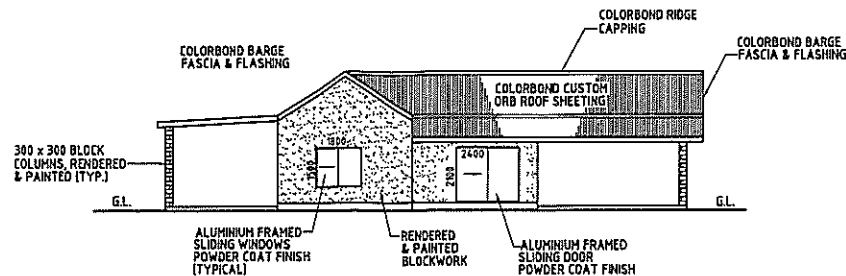 COLORBOND RIDGE
CAPPING
COLORBOND BARGE
FASCIA & FLASHING
COLORBOND BARGE
FASCIA & FLASHING
COLORBOND CUSTOM
ORB ROOF SHEETING
300 x 300 BLOCK
COLUMNS, RENDERED
& PAINTED (TYP.)
1800
2400
2100
G.L.
G.L.
ALUMINIUM FRAMED
SLIDING WINDOWS
POWDER COAT FINISH
(TYPICAL)
RENDERED
& PAINTED
BLOCKWORK
ALUMINIUM FRAMED
SLIDING DOOR
POWDER COAT FINISH